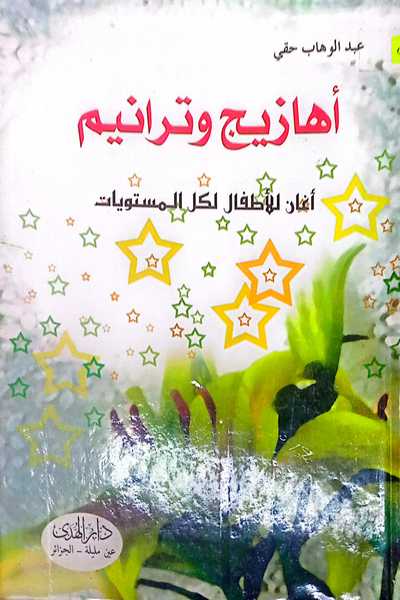 عبد الوهاب حقي
أهازيج وترانيم
أغان للأطفال لكل المستويات
دار الهدى
عين مليلة - الجزائر